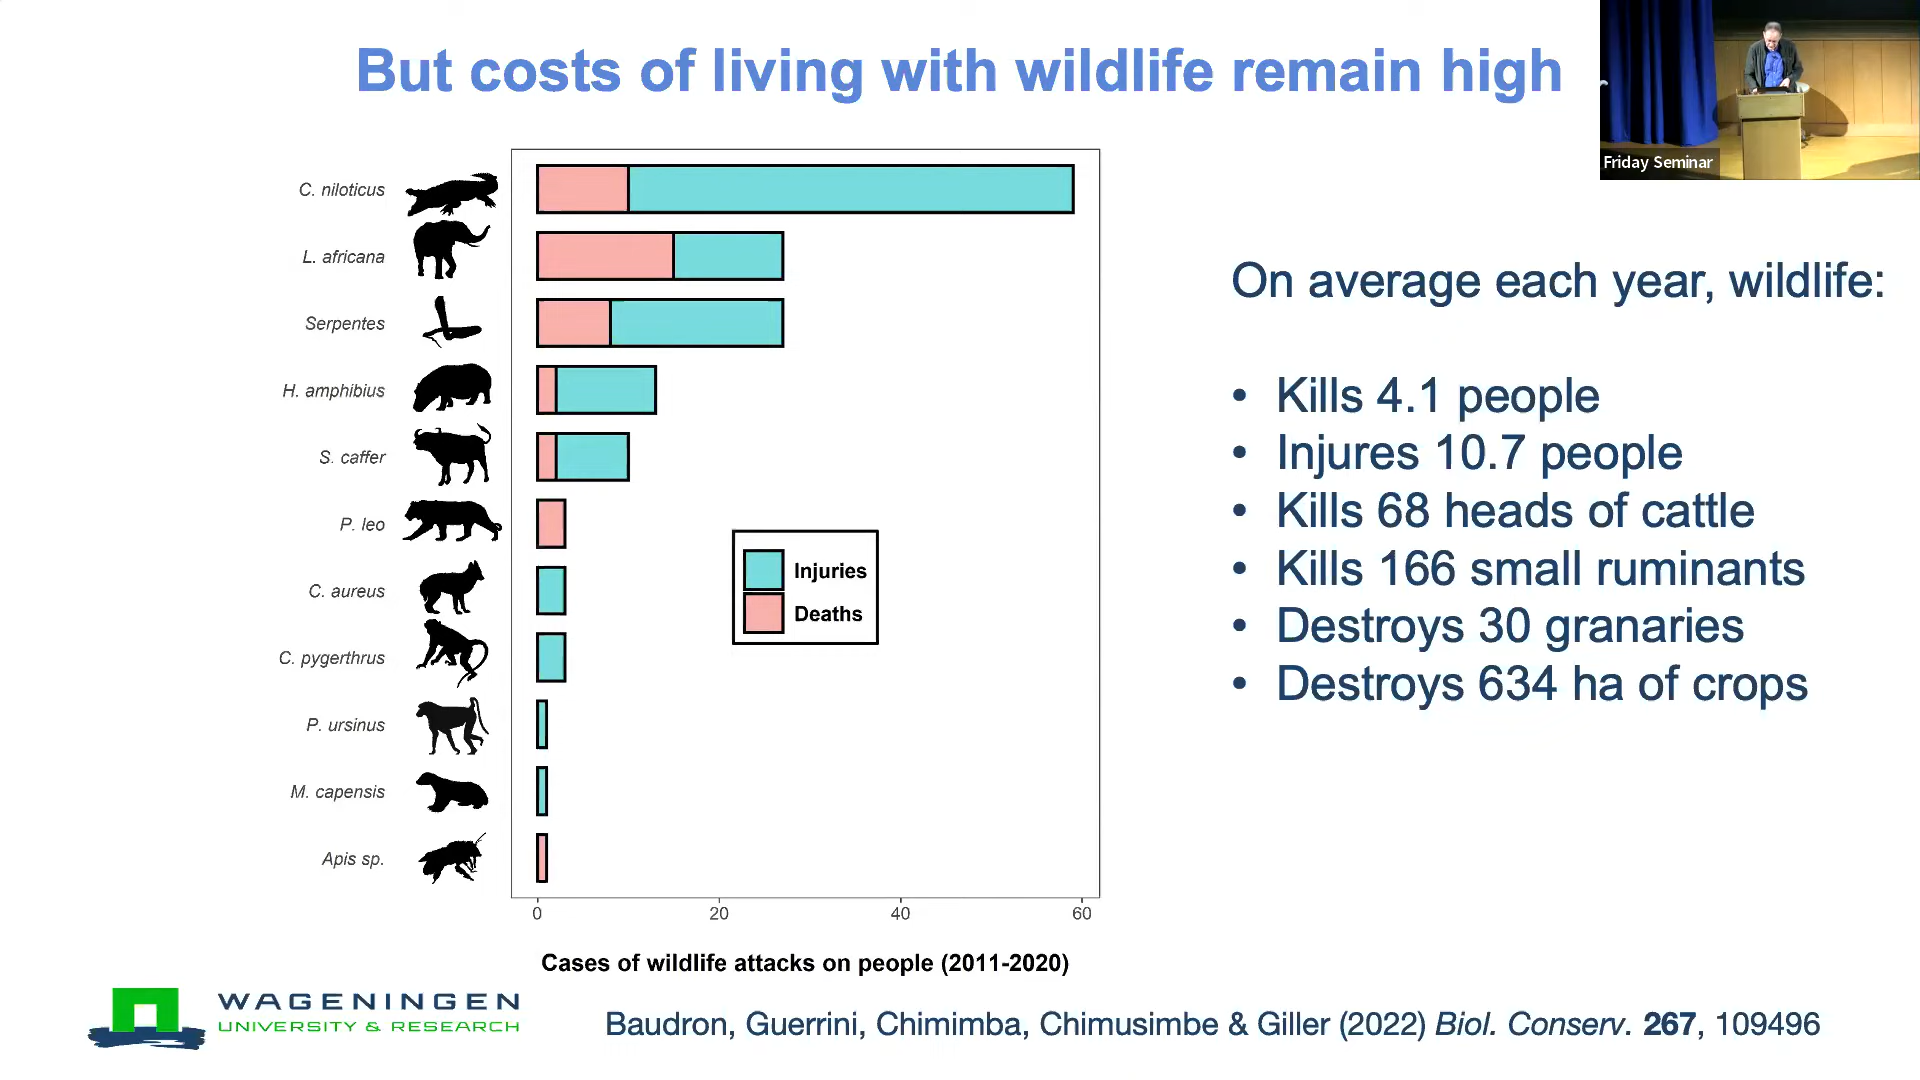 But costs of living with wildlife remain high
Friday Seminar
C. niloticus
L. africana
Serpentes
H. amphibius
S. caffer
P. leo
C. aureus
C. pygerthrus
P. ursinus
M. capensis
Apis sp.
Injuries
Deaths
0 20 40 60
Cases of wildlife attacks on people (2011-2020)
On average each year, wildlife:
• Kills 4.1 people
• Injures 10.7 people
• Kills 68 heads of cattle
• Kills 166 small ruminants
• Destroys 30 granaries
• Destroys 634 ha of crops
WAGENINGEN
UNIVERSITY & RESEARCH
Baudron, Guerrini, Chimimba, Chimusimbe & Giller (2022) Biol. Conserv. 267, 109496